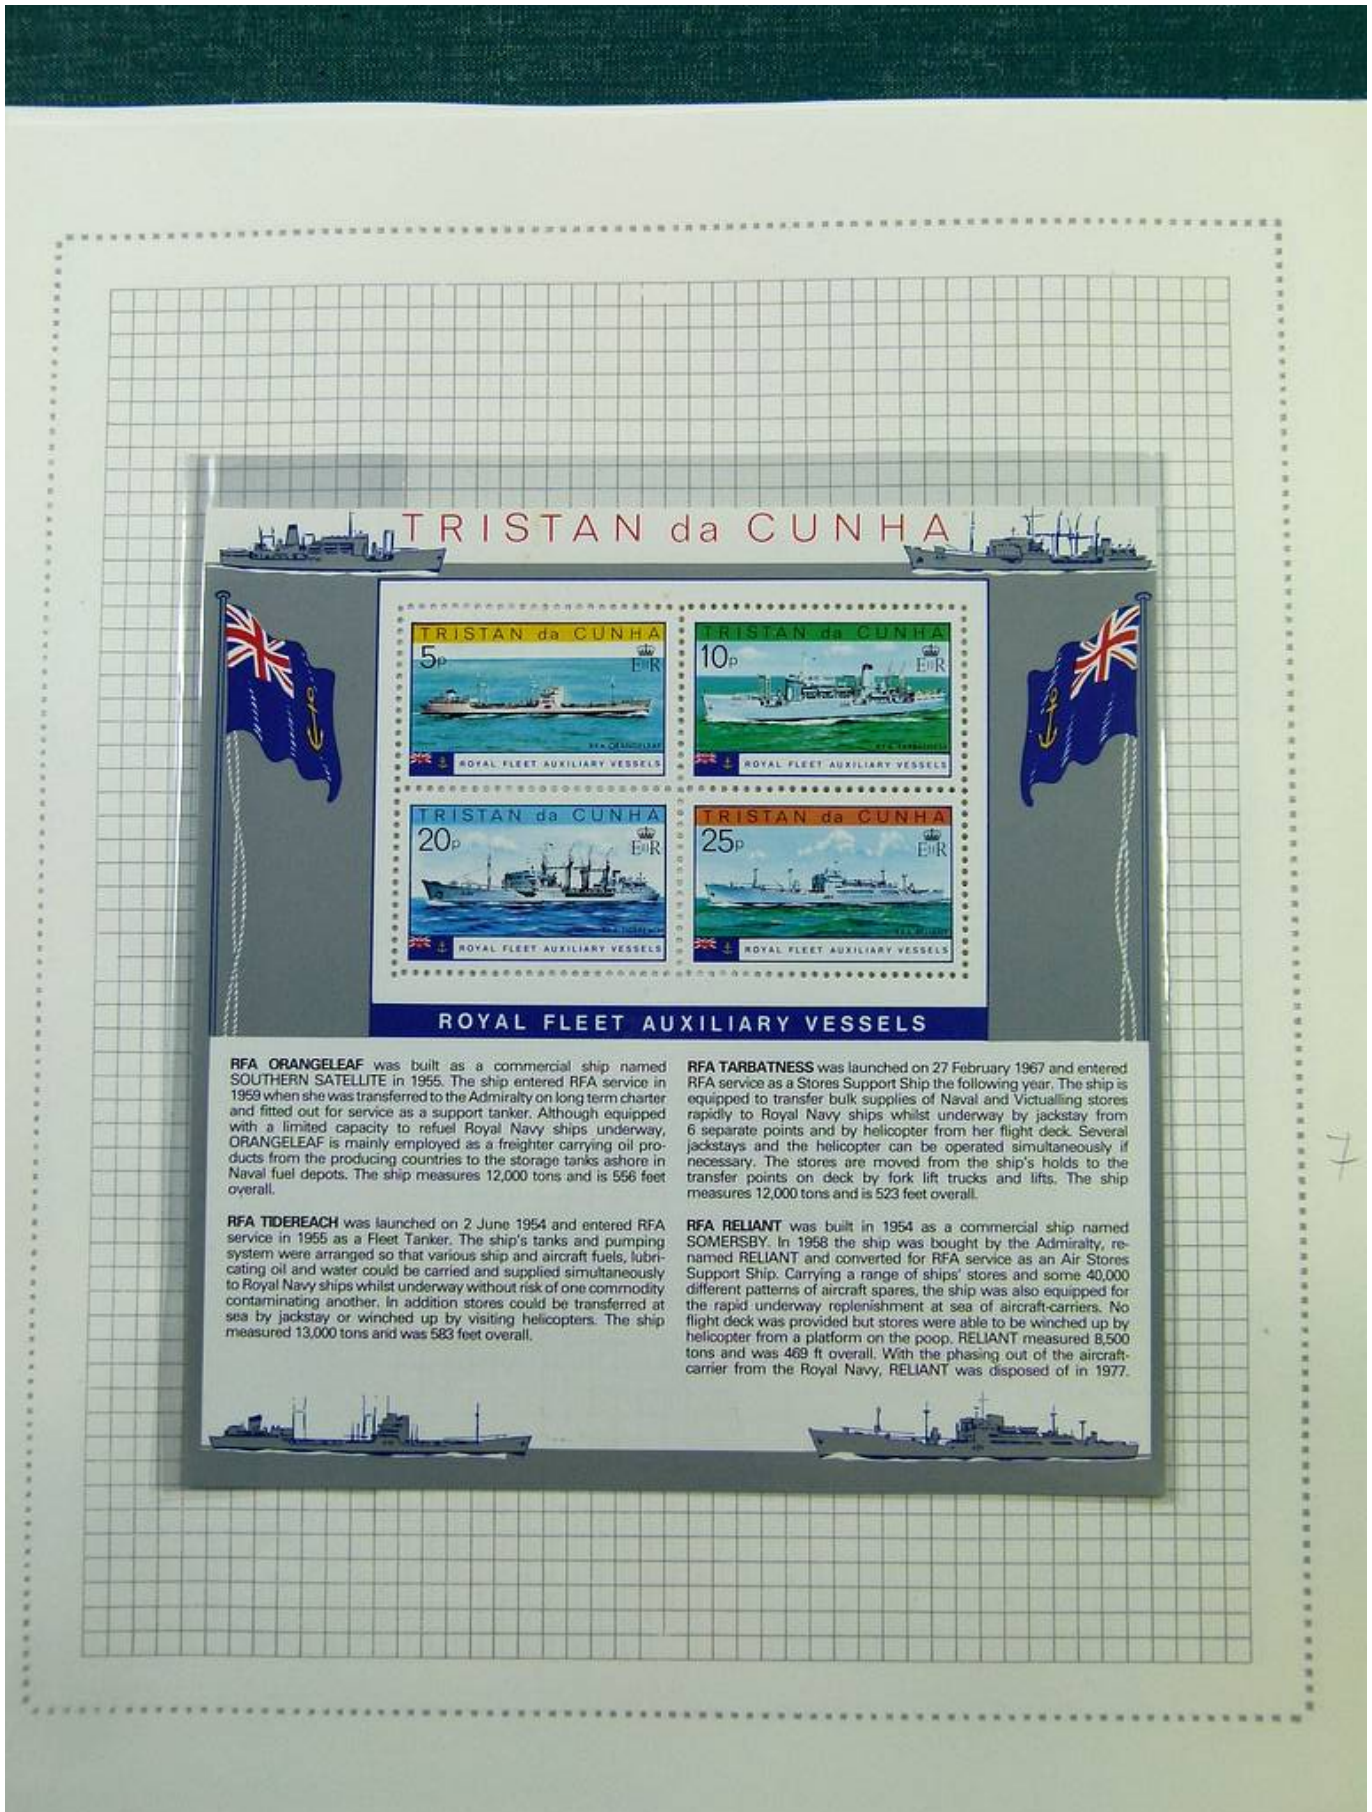 TRISTAN da CUNHA
TRISTAN da CUNHA
5p
EIIR
RFA ORANGELEAF
ROYAL FLEET AUXILIARY VESSELS
TRISTAN da CUNHA
10p
EIIR
RFA TARBATNESS
ROYAL FLEET AUXILIARY VESSELS
TRISTAN da CUNHA
20p
EIIR
RFA TIDEREACH
ROYAL FLEET AUXILIARY VESSELS
TRISTAN da CUNHA
25p
EIIR
RFA RELIANT
ROYAL FLEET AUXILIARY VESSELS
ROYAL FLEET AUXILIARY VESSELS
RFA ORANGELEAF was built as a commercial ship named
SOUTHERN SATELLITE in 1955. The ship entered RFA service in
1959 when she was transferred to the Admiralty on long term charter
and fitted out for service as a support tanker. Although equipped
with a limited capacity to refuel Royal Navy ships underway,
ORANGELEAF is mainly employed as a freighter carrying oil pro-
ducts from the producing countries to the storage tanks ashore in
Naval fuel depots. The ship measures 12,000 tons and is 556 feet
overall.
RFA TIDEREACH was launched on 2 June 1954 and entered RFA
service in 1955 as a Fleet Tanker. The ship's tanks and pumping
system were arranged so that various ship and aircraft fuels, lubri-
cating oil and water could be carried and supplied simultaneously
to Royal Navy ships whilst underway without risk of one commodity
contaminating another. In addition stores could be transferred at
sea by jackstay or winched up by visiting helicopters. The ship
measured 13,000 tons and was 583 feet overall.
RFA TARBATNESS was launched on 27 February 1967 and entered
RFA service as a Stores Support Ship the following year. The ship is
equipped to transfer bulk supplies of Naval and Victualling stores
rapidly to Royal Navy ships whilst underway by jackstay from
6 separate points and by helicopter from her flight deck. Several
jackstays and the helicopter can be operated simultaneously if
necessary. The stores are moved from the ship's holds to the
transfer points on deck by fork lift trucks and lifts. The ship
measures 12,000 tons and is 523 feet overall.
RFA RELIANT was built in 1954 as a commercial ship named
SOMERSBY. In 1958 the ship was bought by the Admiralty, re-
named RELIANT and converted for RFA service as an Air Stores
Support Ship. Carrying a range of ships' stores and some 40,000
different patterns of aircraft spares, the ship was also equipped for
the rapid underway replenishment at sea of aircraft-carriers. No
flight deck was provided but stores were able to be winched up by
helicopter from a platform on the poop. RELIANT measured 8,500
tons and was 469 ft overall. With the phasing out of the aircraft-
carrier from the Royal Navy, RELIANT was disposed of in 1977.
7